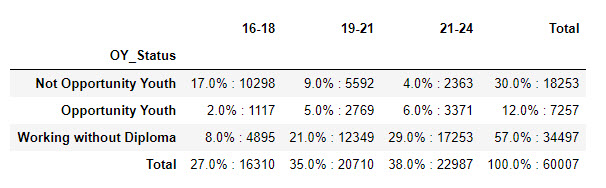 16-18 19-21 21-24 Total
OY_Status
Not Opportunity Youth 17.0% : 10298 9.0% : 5592 4.0% : 2363 30.0% : 18253
Opportunity Youth 2.0% : 1117 5.0% : 2769 6.0% : 3371 12.0% : 7257
Working without Diploma 8.0% : 4895 21.0% : 12349 29.0% : 17253 57.0% : 34497
Total 27.0% : 16310 35.0% : 20710 38.0% : 22987 100.0% : 60007